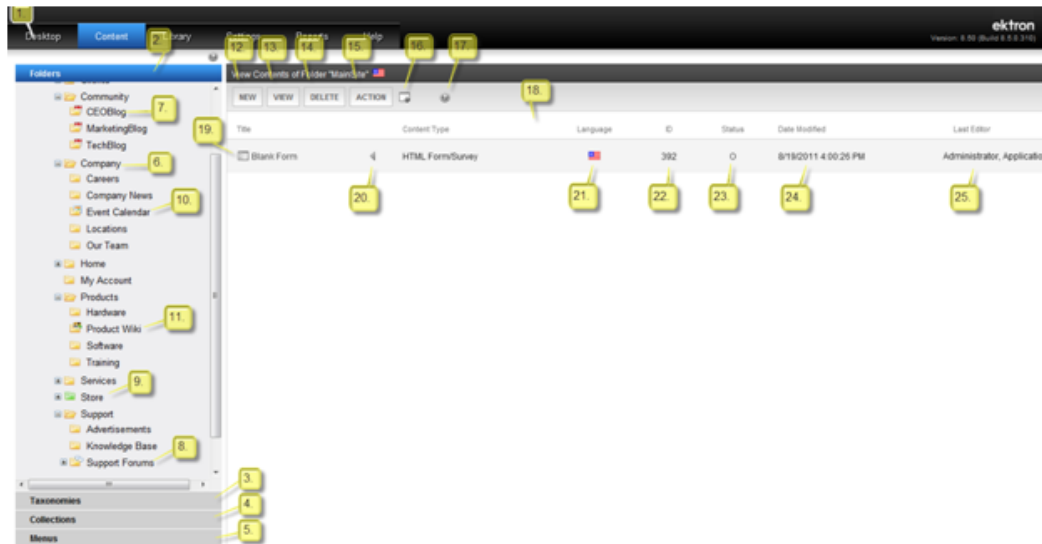 1.
Desktop Content 2. Library Settings Reports Help
ektron
Version: 8.50 (Build 8.5.0.310)
12. 13. 14. 15. 16. 17.
Folders
View Contents of Folder "MainSite"
NEW VIEW DELETE ACTION
18.
Community
CEOBlog 7.
MarketingBlog
TechBlog
Company 6.
Careers
Company News
Event Calendar 10.
Locations
Our Team
Home
My Account
Products
Hardware
Product Wiki 11.
Software
Training
Services
Store 9.
Support
Advertisements
Knowledge Base
Support Forums 8.
Taxonomies 3.
Collections 4.
Menus 5.
Title Content Type Language ID Status Date Modified Last Editor
19. Blank Form HTML Form/Survey 392 O 8/19/2011 4:00:26 PM Administrator, Applicatio
20. 21. 22. 23. 24. 25.